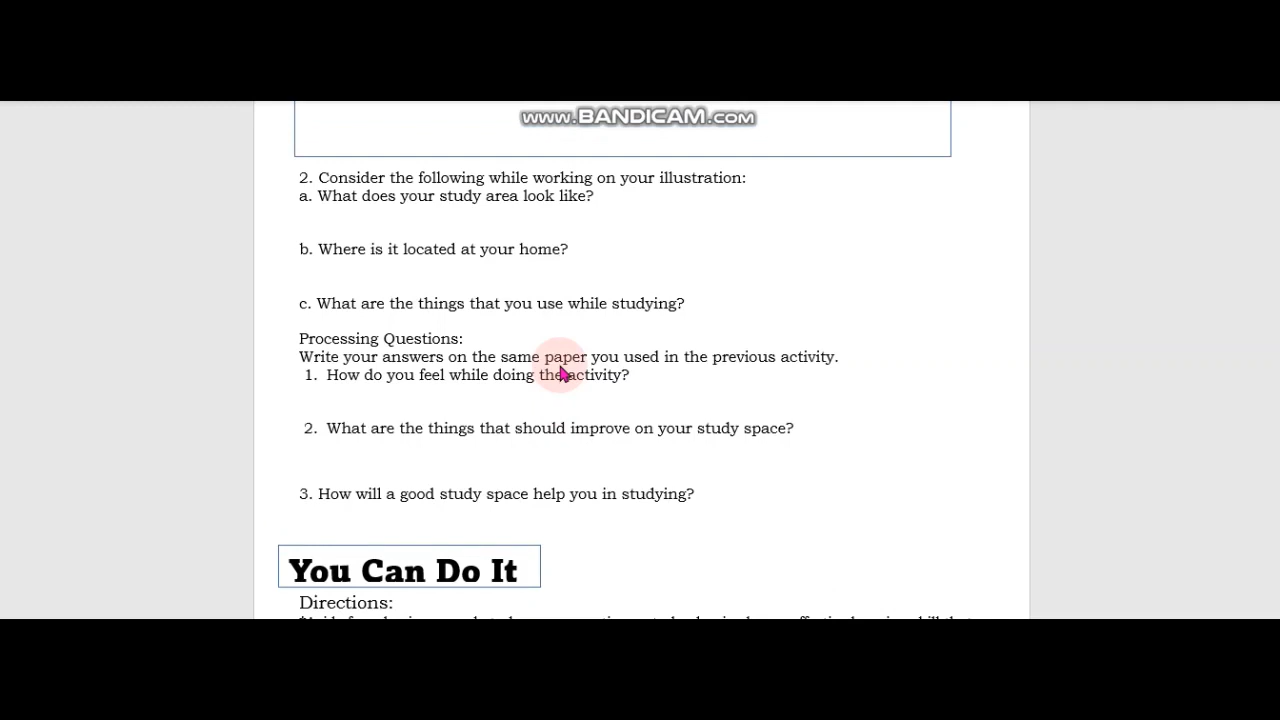 www.BANDICAM.COM
2. Consider the following while working on your illustration:
a. What does your study area look like?
b. Where is it located at your home?
c. What are the things that you use while studying?
Processing Questions:
Write your answers on the same paper you used in the previous activity.
1. How do you feel while doing the activity?
2. What are the things that should improve on your study space?
3. How will a good study space help you in studying?
You Can Do It
Directions: